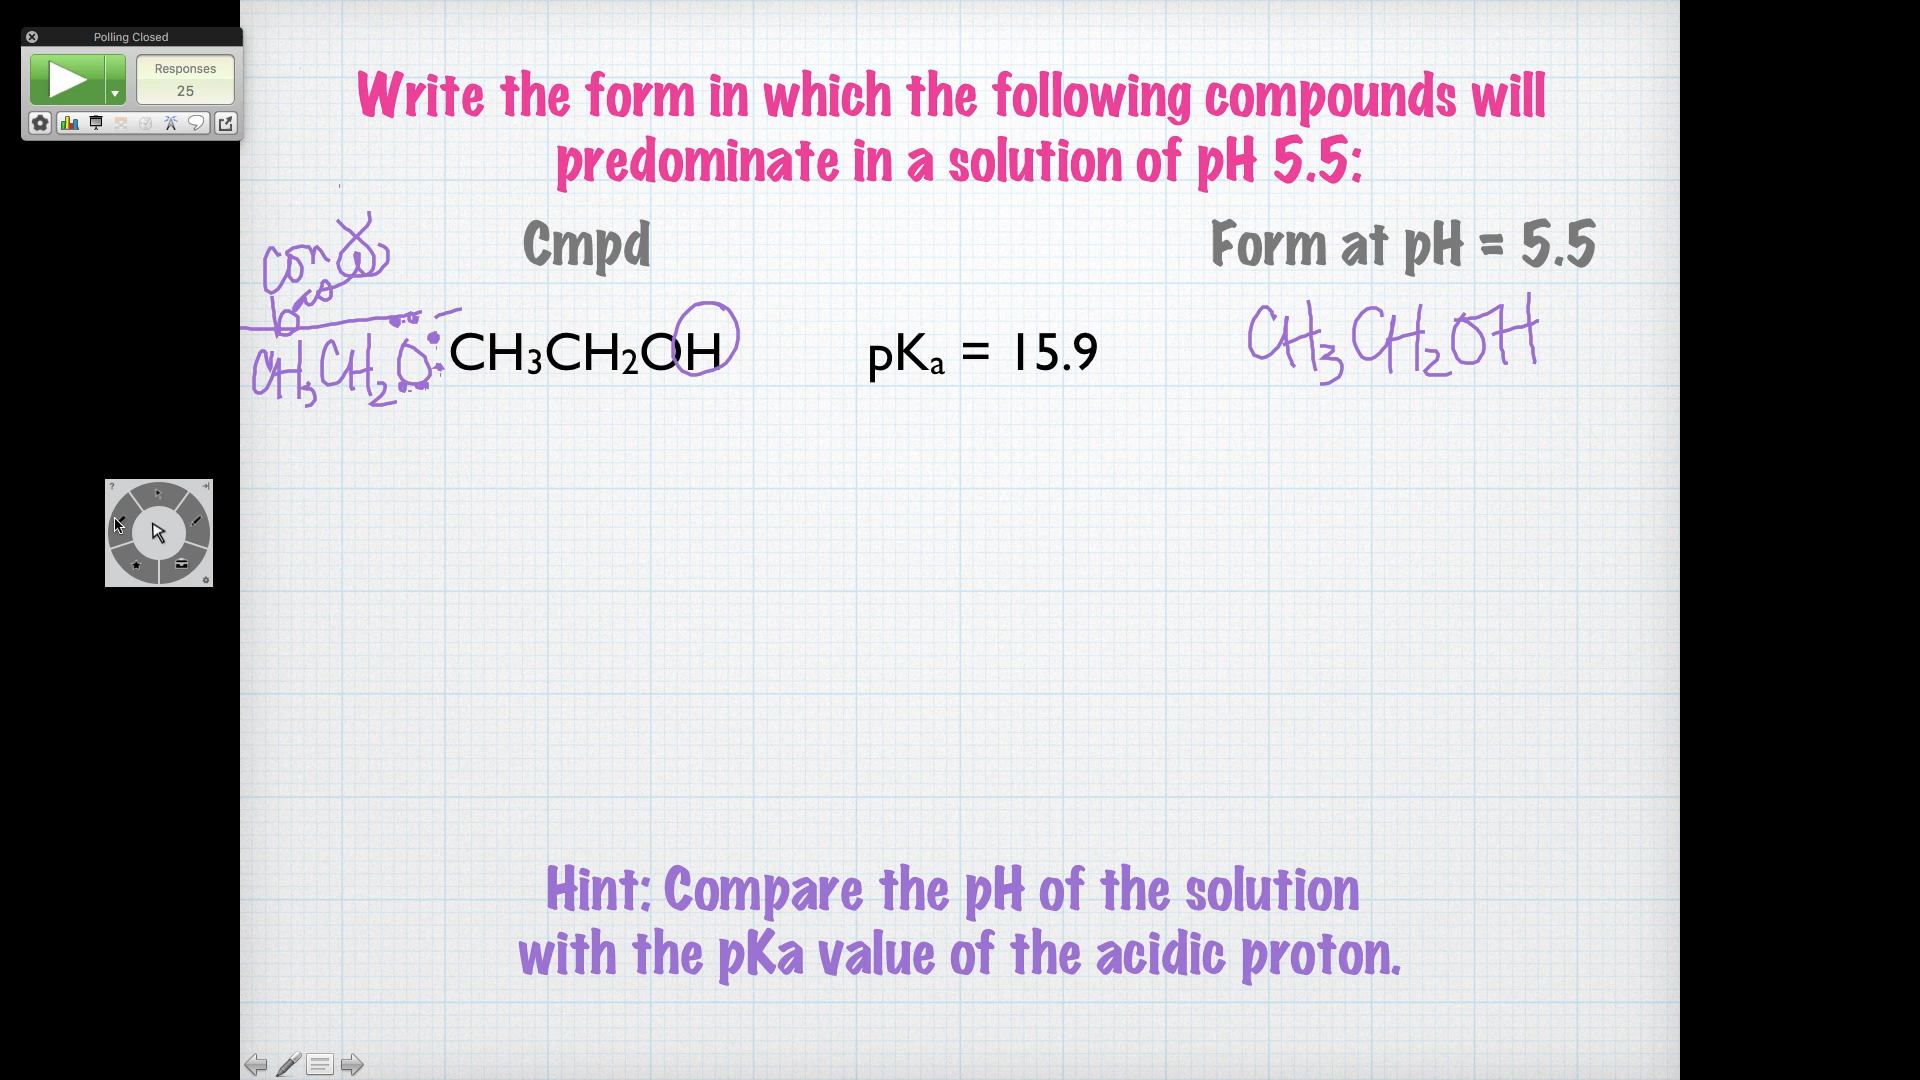 Polling Closed
Responses
25
Write the form in which the following compounds will
predominate in a solution of pH 5.5:
Cmpd
Form at pH = 5.5
conj
base
CH₃CH₂O:⁻
CH₃CH₂OH
pKₐ = 15.9
CH₃CH₂OH
Hint: Compare the pH of the solution
with the pKa value of the acidic proton.